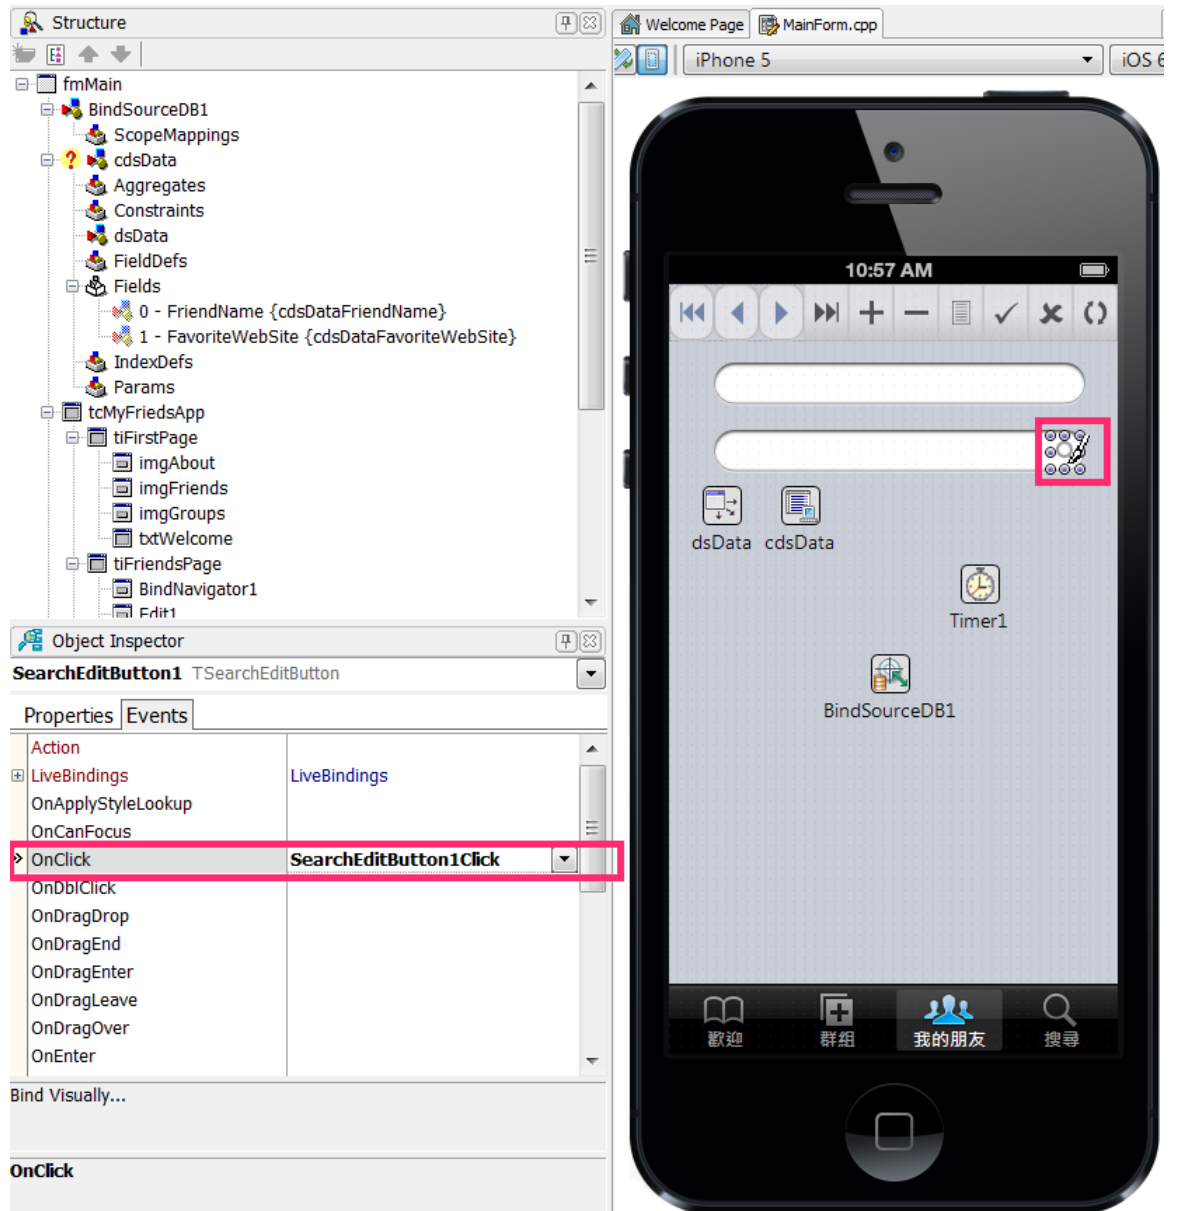 Structure
fmMain
BindSourceDB1
ScopeMappings
? cdsData
Aggregates
Constraints
dsData
FieldDefs
Fields
0 - FriendName {cdsDataFriendName}
1 - FavoriteWebSite {cdsDataFavoriteWebSite}
IndexDefs
Params
tcMyFriedsApp
tiFirstPage
imgAbout
imgFriends
imgGroups
txtWelcome
tiFriendsPage
BindNavigator1
Edit1
Object Inspector
SearchEditButton1 TSearchEditButton
Properties Events
Action
LiveBindings LiveBindings
OnApplyStyleLookup
OnCanFocus
OnClick SearchEditButton1Click
OnDblClick
OnDragDrop
OnDragEnd
OnDragEnter
OnDragLeave
OnDragOver
OnEnter
Bind Visually...
OnClick
Welcome Page MainForm.cpp
iPhone 5 iOS 6
10:57 AM
dsData cdsData
Timer1
BindSourceDB1
歡迎 群組 我的朋友 搜尋